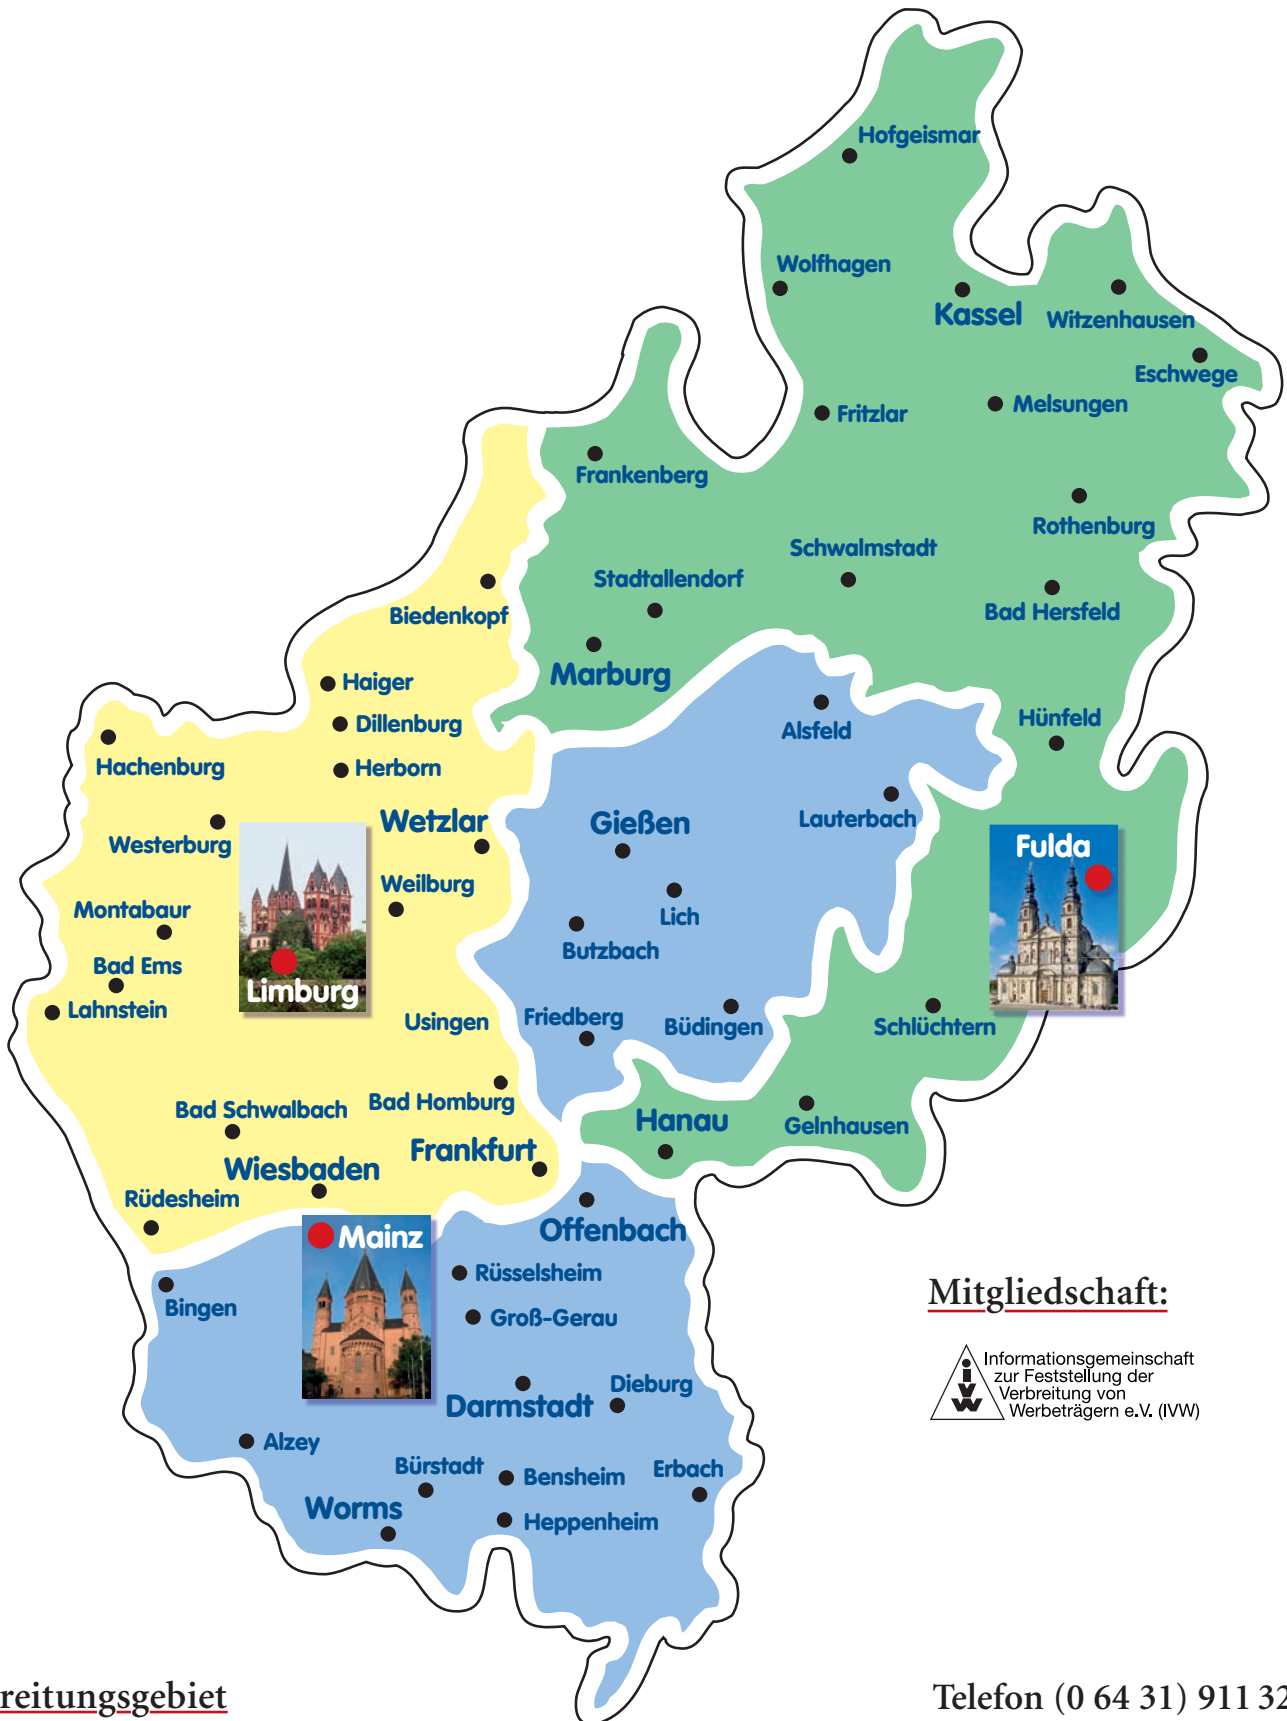 Hofgeismar
Wolfhagen
Kassel
Witzenhausen
Eschwege
Melsungen
Fritzlar
Frankenberg
Rothenburg
Schwalmstadt
Stadtallendorf
Biedenkopf
Bad Hersfeld
Marburg
Haiger
Dillenburg
Alsfeld
Hünfeld
Hachenburg
Herborn
Wetzlar
Gießen
Lauterbach
Westerburg
Fulda
Weilburg
Montabaur
Lich
Butzbach
Bad Ems
Limburg
Lahnstein
Usingen
Friedberg
Büdingen
Schlüchtern
Bad Schwalbach
Bad Homburg
Hanau
Gelnhausen
Frankfurt
Wiesbaden
Rüdesheim
Offenbach
Mainz
Rüsselsheim
Bingen
Groß-Gerau
Mitgliedschaft:
Informationsgemeinschaft
zur Feststellung der
Verbreitung von
Werbeträgern e.V. (IVW)
iVW
Dieburg
Darmstadt
Alzey
Bürstadt
Bensheim
Erbach
Worms
Heppenheim
reitungsgebiet
Telefon (0 64 31) 911 32